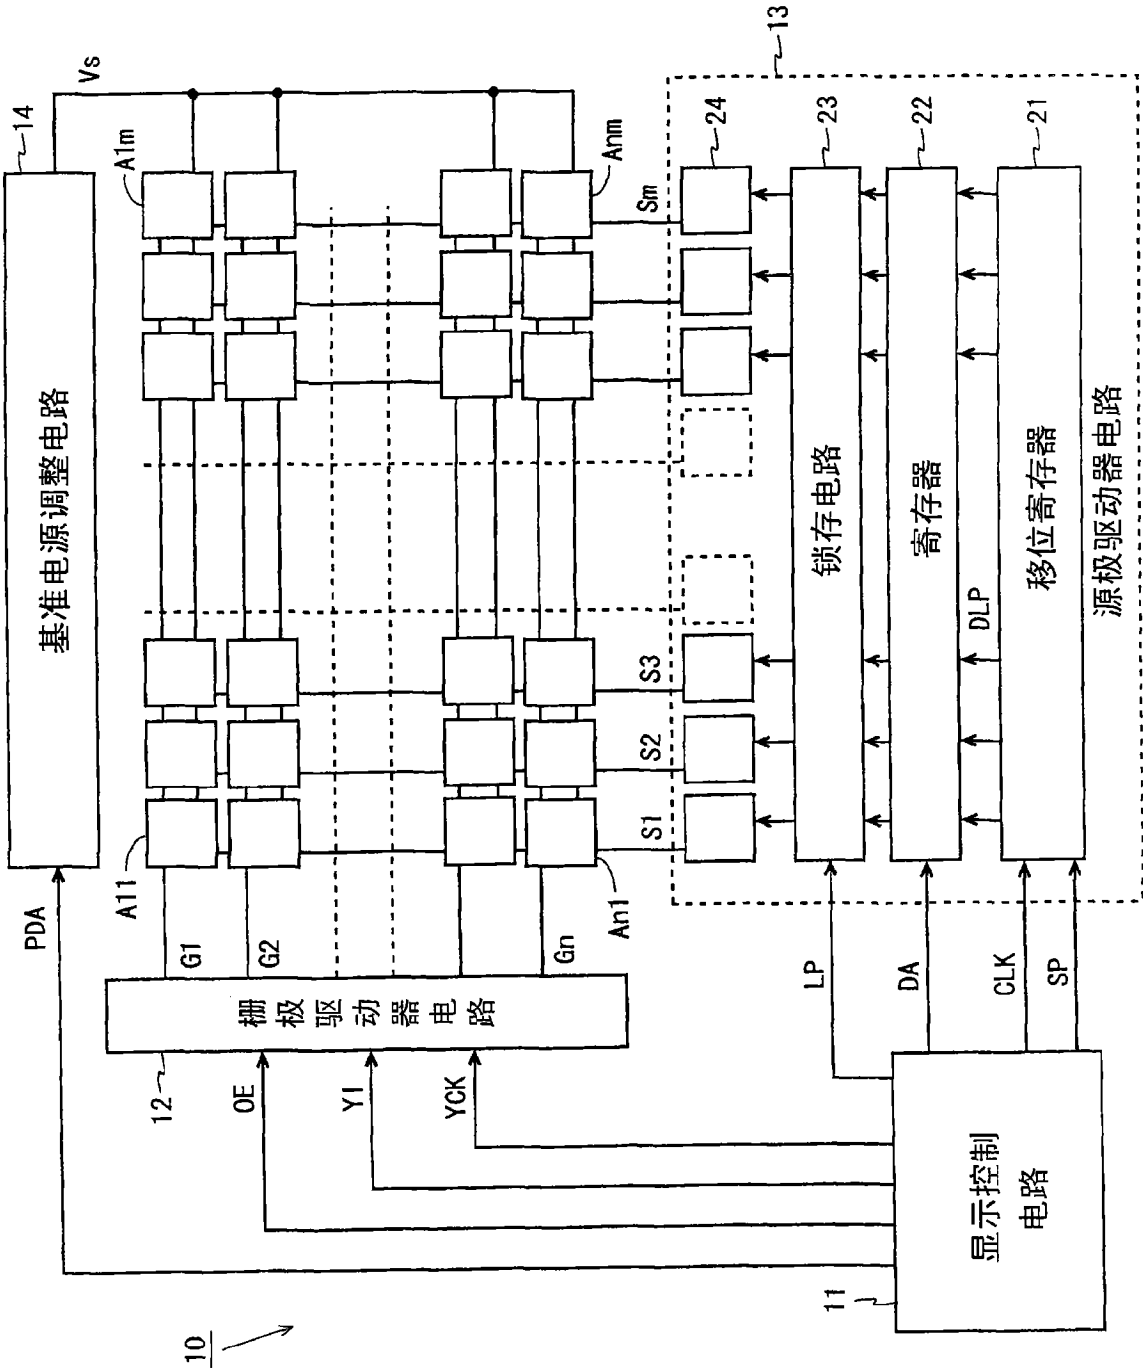 10
基准电源调整电路
14
Vs
PDA
A11
A1m
G1
G2
Gn
An1
Anm
栅极驱动器电路
12
OE
YI
YCK
S1
S2
S3
Sm
24
13
锁存电路
23
LP
寄存器
22
DA
DLP
移位寄存器
21
CLK
SP
源极驱动器电路
显示控制
电路
11